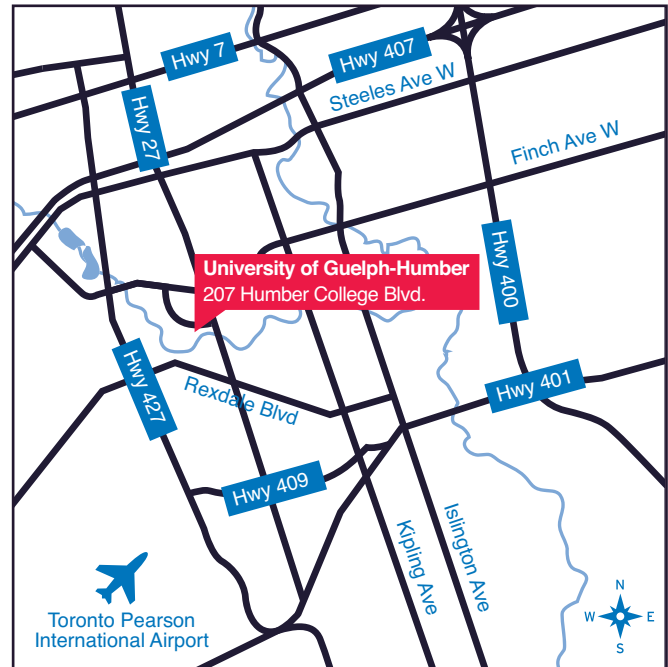 Hwy 7
Hwy 407
Steeles Ave W
Hwy 27
Finch Ave W
University of Guelph-Humber
207 Humber College Blvd.
Hwy 400
Hwy 427
Rexdale Blvd
Hwy 401
Hwy 409
Kipling Ave
Islington Ave
Toronto Pearson
International Airport
N
W E
S